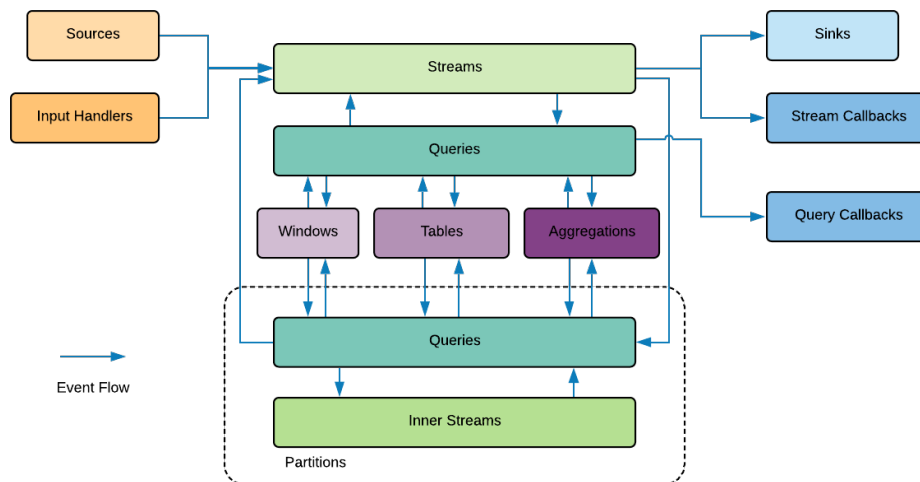 Sources
Sinks
Streams
Input Handlers
Stream Callbacks
Queries
Query Callbacks
Windows
Tables
Aggregations
Queries
Event Flow
Inner Streams
Partitions